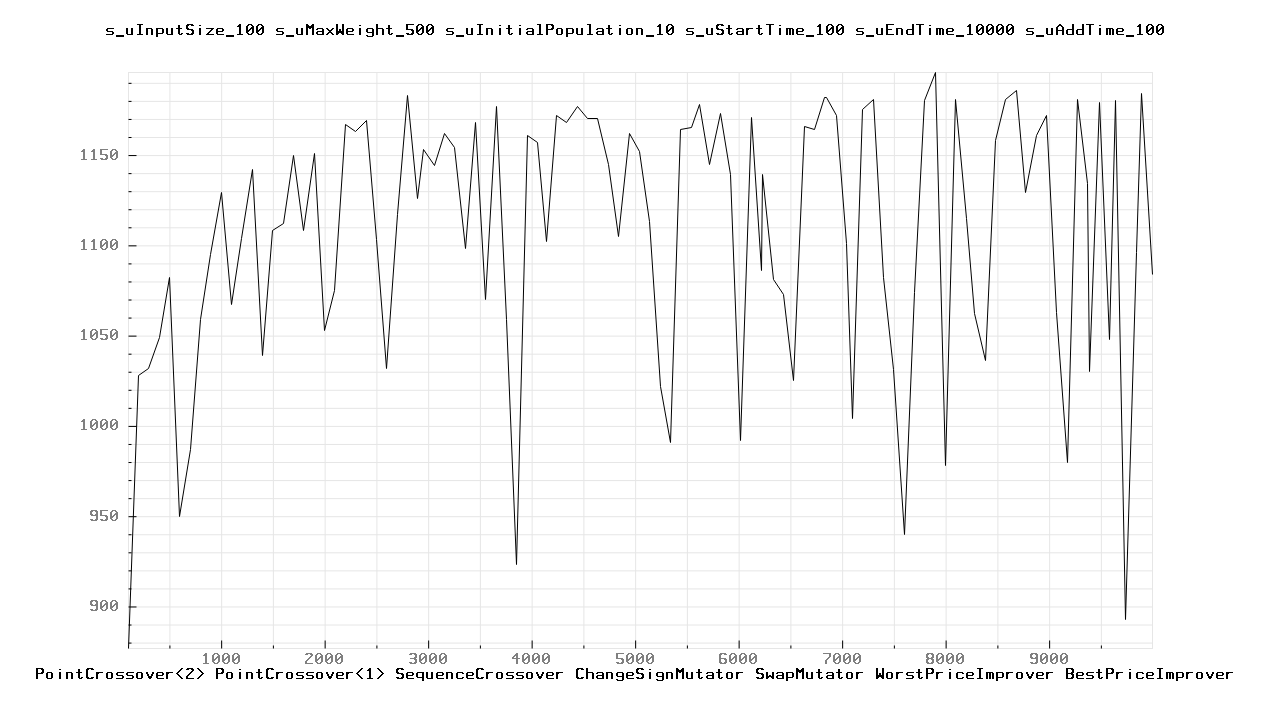 s_uInputSize_100 s_uMaxWeight_500 s_uInitialPopulation_10 s_uStartTime_100 s_uEndTime_10000 s_uAddTime_100
1150
1100
1050
1000
950
900
1000 2000 3000 4000 5000 6000 7000 8000 9000
PointCrossover<2> PointCrossover<1> SequenceCrossover ChangeSignMutator SwapMutator WorstPriceImprover BestPriceImprover